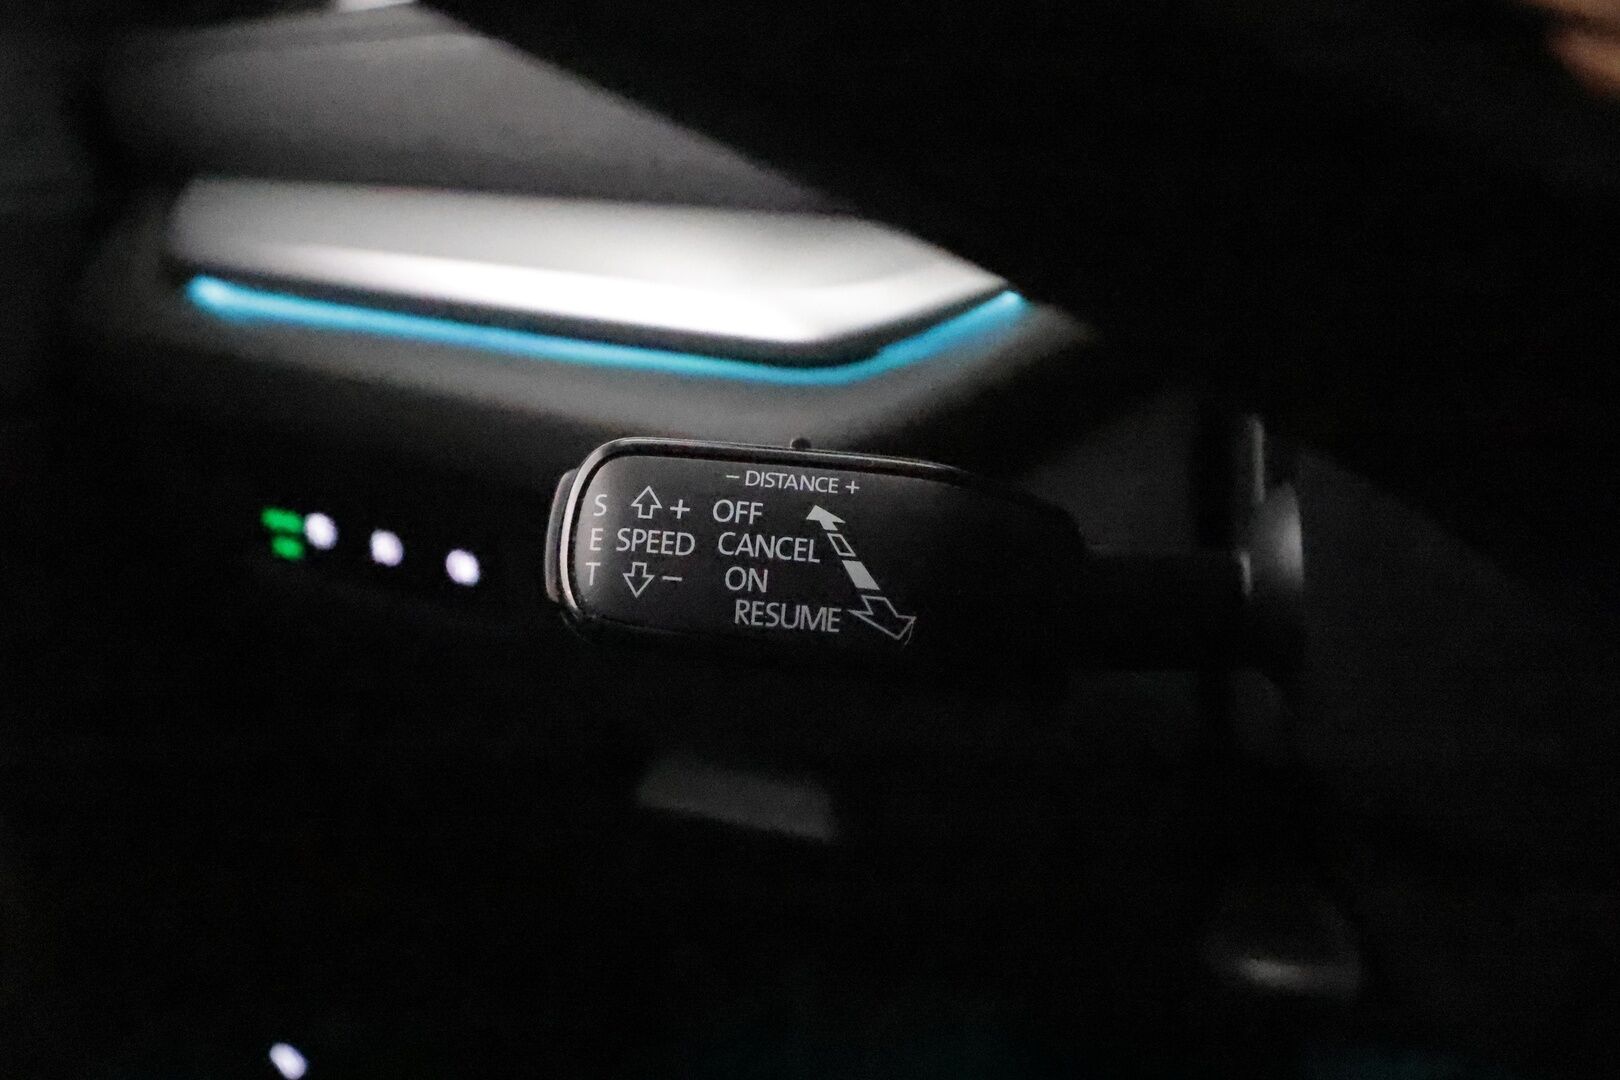 – DISTANCE +
S + OFF
E SPEED CANCEL
T – ON
RESUME